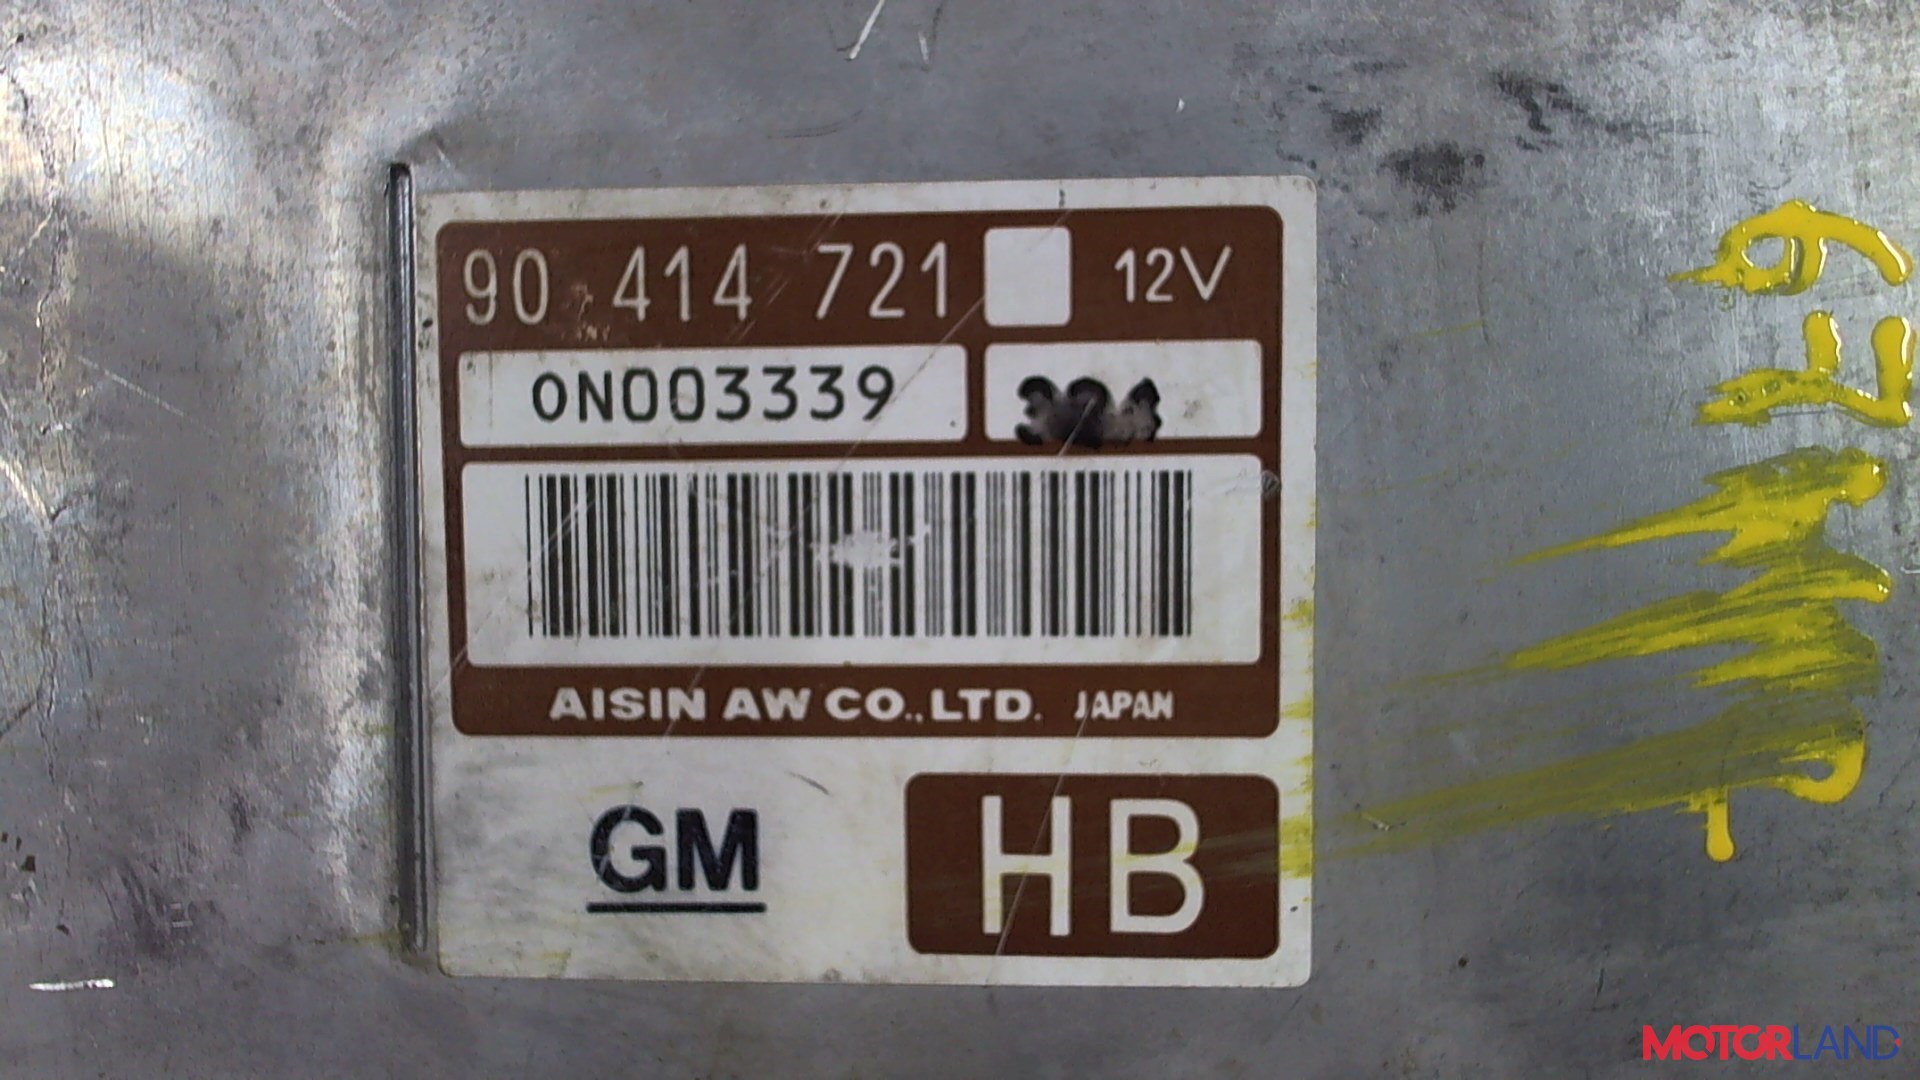 90 414 721 12V
0N003339
AISIN AW CO., LTD. JAPAN
GM HB
MOTORLAND